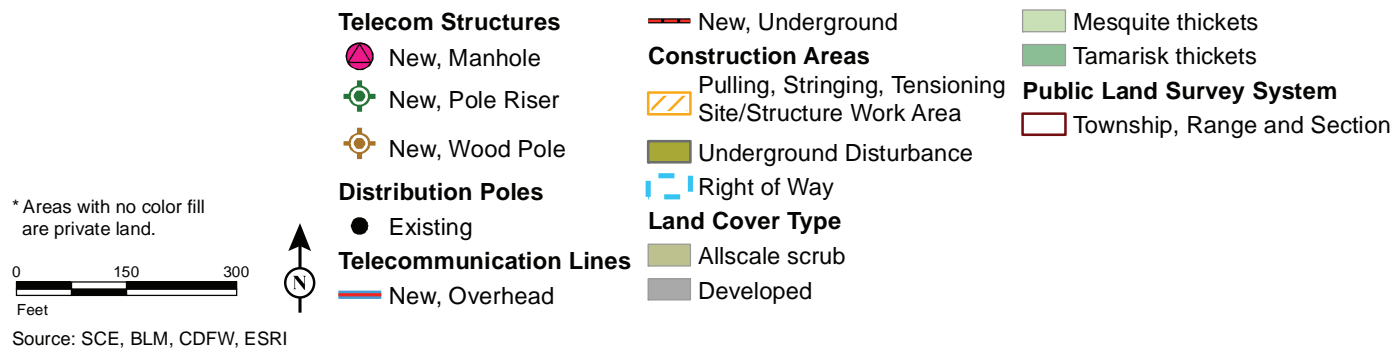 * Areas with no color fill
are private land.
0 150 300
Feet
Source: SCE, BLM, CDFW, ESRI
N
Telecom Structures
New, Manhole
New, Pole Riser
New, Wood Pole
Distribution Poles
Existing
Telecommunication Lines
New, Overhead
New, Underground
Construction Areas
Pulling, Stringing, Tensioning
Site/Structure Work Area
Underground Disturbance
Right of Way
Land Cover Type
Allscale scrub
Developed
Mesquite thickets
Tamarisk thickets
Public Land Survey System
Township, Range and Section